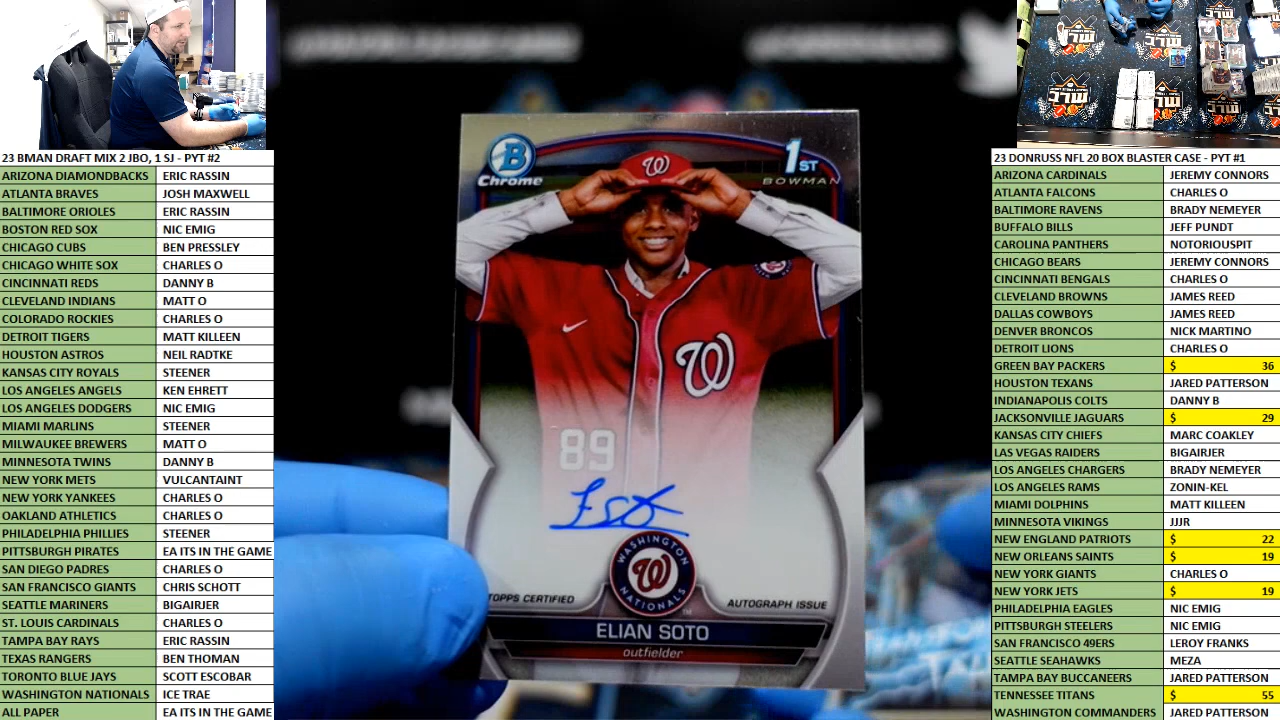 23 BMAN DRAFT MIX 2 JBO, 1 SJ - PYT #2
ARIZONA DIAMONDBACKS ERIC RASSIN
ATLANTA BRAVES JOSH MAXWELL
BALTIMORE ORIOLES ERIC RASSIN
BOSTON RED SOX NIC EMIG
CHICAGO CUBS BEN PRESSLEY
CHICAGO WHITE SOX CHARLES O
CINCINNATI REDS DANNY B
CLEVELAND INDIANS MATT O
COLORADO ROCKIES CHARLES O
DETROIT TIGERS MATT KILLEEN
HOUSTON ASTROS NEIL RADTKE
KANSAS CITY ROYALS STEENER
LOS ANGELES ANGELS KEN EHRETT
LOS ANGELES DODGERS NIC EMIG
MIAMI MARLINS STEENER
MILWAUKEE BREWERS MATT O
MINNESOTA TWINS DANNY B
NEW YORK METS VULCANTAINT
NEW YORK YANKEES CHARLES O
OAKLAND ATHLETICS CHARLES O
PHILADELPHIA PHILLIES STEENER
PITTSBURGH PIRATES EA ITS IN THE GAME
SAN DIEGO PADRES CHARLES O
SAN FRANCISCO GIANTS CHRIS SCHOTT
SEATTLE MARINERS BIGAIRJER
ST. LOUIS CARDINALS CHARLES O
TAMPA BAY RAYS ERIC RASSIN
TEXAS RANGERS BEN THOMAN
TORONTO BLUE JAYS SCOTT ESCOBAR
WASHINGTON NATIONALS ICE TRAE
ALL PAPER EA ITS IN THE GAME
B
Chrome
1ST
BOWMAN
W
W
89
E Soto
WASHINGTON
W
NATIONALS
TOPPS CERTIFIED
AUTOGRAPH ISSUE
ELIAN SOTO
outfielder
23 DONRUSS NFL 20 BOX BLASTER CASE - PYT #1
ARIZONA CARDINALS JEREMY CONNORS
ATLANTA FALCONS CHARLES O
BALTIMORE RAVENS BRADY NEMEYER
BUFFALO BILLS JEFF PUNDT
CAROLINA PANTHERS NOTORIOUSPIT
CHICAGO BEARS JEREMY CONNORS
CINCINNATI BENGALS CHARLES O
CLEVELAND BROWNS JAMES REED
DALLAS COWBOYS JAMES REED
DENVER BRONCOS NICK MARTINO
DETROIT LIONS CHARLES O
GREEN BAY PACKERS $ 36
HOUSTON TEXANS JARED PATTERSON
INDIANAPOLIS COLTS DANNY B
JACKSONVILLE JAGUARS $ 29
KANSAS CITY CHIEFS MARC COAKLEY
LAS VEGAS RAIDERS BIGAIRJER
LOS ANGELES CHARGERS BRADY NEMEYER
LOS ANGELES RAMS ZONIN-KEL
MIAMI DOLPHINS MATT KILLEEN
MINNESOTA VIKINGS JJJR
NEW ENGLAND PATRIOTS $ 22
NEW ORLEANS SAINTS $ 19
NEW YORK GIANTS CHARLES O
NEW YORK JETS $ 19
PHILADELPHIA EAGLES NIC EMIG
PITTSBURGH STEELERS NIC EMIG
SAN FRANCISCO 49ERS LEROY FRANKS
SEATTLE SEAHAWKS MEZA
TAMPA BAY BUCCANEERS JARED PATTERSON
TENNESSEE TITANS $ 55
WASHINGTON COMMANDERS JARED PATTERSON